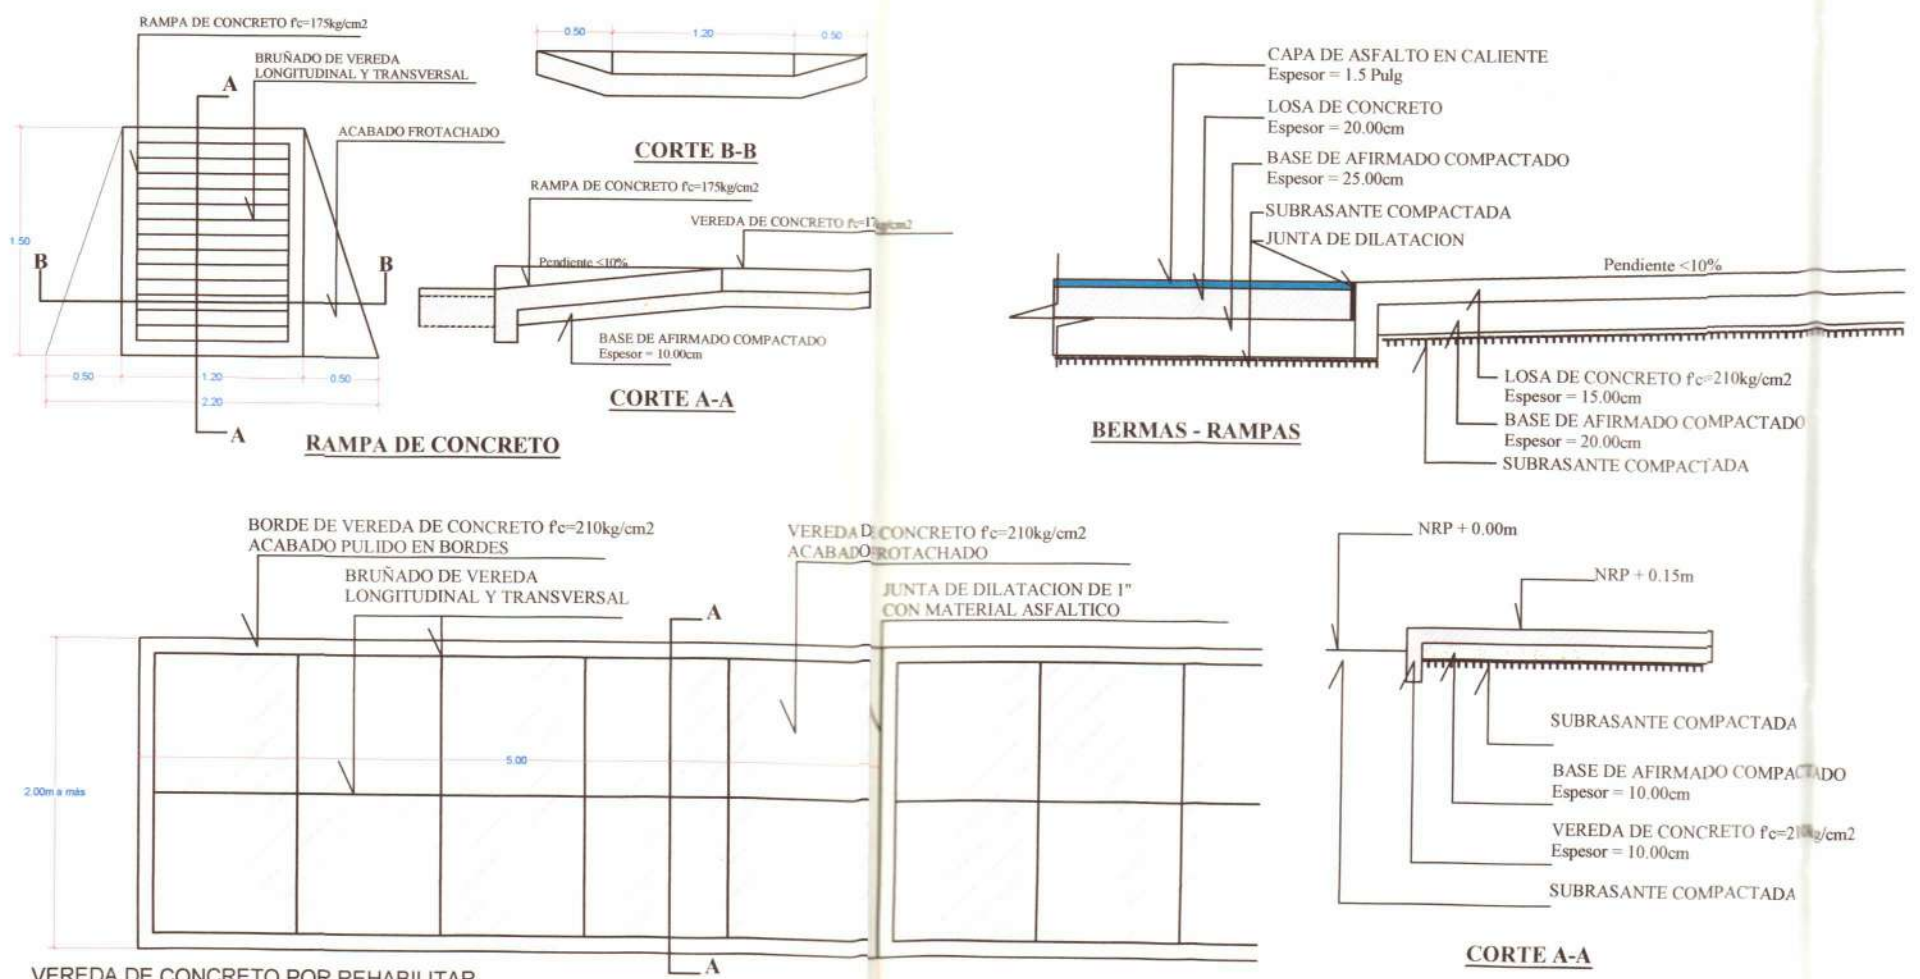 RAMPA DE CONCRETO f'c=175kg/cm2
BRUÑADO DE VEREDA
LONGITUDINAL Y TRANSVERSAL
A
ACABADO FROTACHADO
1.50
B
B
0.50
1.20
0.50
2.20
A
RAMPA DE CONCRETO
0.50
1.20
0.50
CORTE B-B
RAMPA DE CONCRETO f'c=175kg/cm2
VEREDA DE CONCRETO
Pendiente <10%
BASE DE AFIRMADO COMPACTADO
Espesor = 10.00cm
CORTE A-A
CAPA DE ASFALTO EN CALIENTE
Espesor = 1.5 Pulg
LOSA DE CONCRETO
Espesor = 20.00cm
BASE DE AFIRMADO COMPACTADO
Espesor = 25.00cm
SUBRASANTE COMPACTADA
JUNTA DE DILATACION
Pendiente <10%
LOSA DE CONCRETO f'c=210kg/cm2
Espesor = 15.00cm
BASE DE AFIRMADO COMPACTADO
Espesor = 20.00cm
SUBRASANTE COMPACTADA
BERMAS - RAMPAS
BORDE DE VEREDA DE CONCRETO f'c=210kg/cm2
ACABADO PULIDO EN BORDES
BRUÑADO DE VEREDA
LONGITUDINAL Y TRANSVERSAL
A
VEREDA DE CONCRETO f'c=210kg/cm2
ACABADO FROTACHADO
JUNTA DE DILATACION DE 1"
CON MATERIAL ASFALTICO
5.00
2.00m a más
A
VEREDA DE CONCRETO POR REHABILITAR
NRP + 0.00m
NRP + 0.15m
SUBRASANTE COMPACTADA
BASE DE AFIRMADO COMPACTADO
Espesor = 10.00cm
VEREDA DE CONCRETO f'c=210kg/cm2
Espesor = 10.00cm
SUBRASANTE COMPACTADA
CORTE A-A